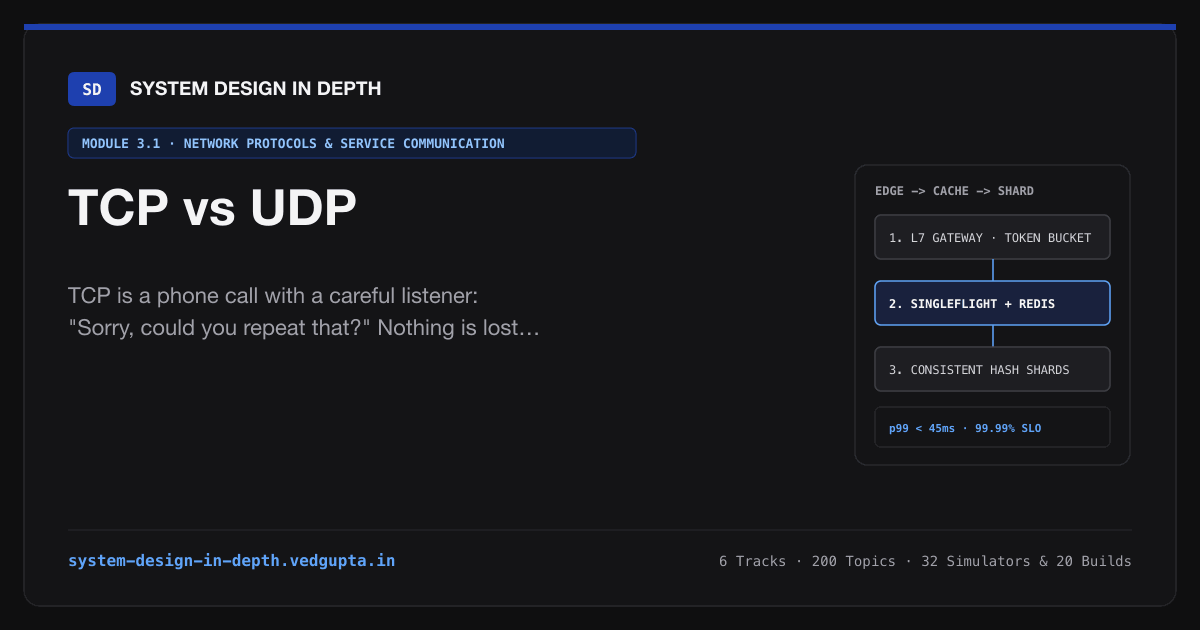 SD
SYSTEM DESIGN IN DEPTH
MODULE 3.1 · NETWORK PROTOCOLS & SERVICE COMMUNICATION
TCP vs UDP
TCP is a phone call with a careful listener:
"Sorry, could you repeat that?" Nothing is lost…
EDGE —> CACHE —> SHARD
1. L7 GATEWAY · TOKEN BUCKET
2. SINGLEFLIGHT + REDIS
3. CONSISTENT HASH SHARDS
p99 < 45ms · 99.99% SLO
system-design-in-depth.vedgupta.in
6 Tracks · 200 Topics · 32 Simulators & 20 Builds